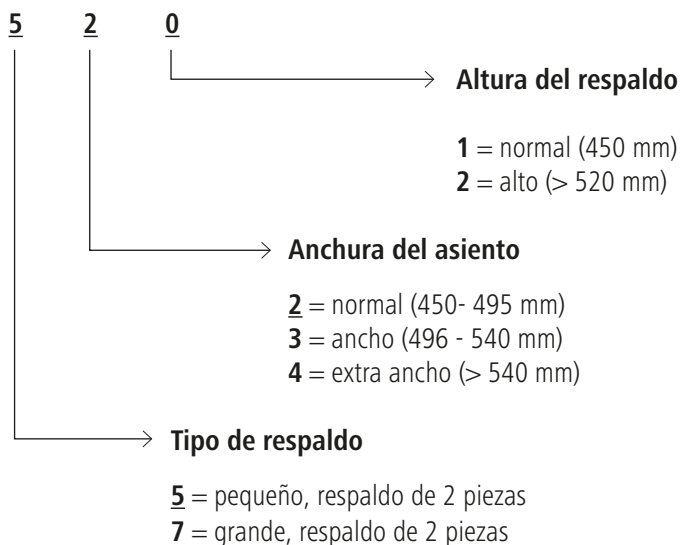 5 2 0
Altura del respaldo
1 = normal (450 mm)
2 = alto (> 520 mm)
Anchura del asiento
2 = normal (450- 495 mm)
3 = ancho (496 - 540 mm)
4 = extra ancho (> 540 mm)
Tipo de respaldo
5 = pequeño, respaldo de 2 piezas
7 = grande, respaldo de 2 piezas